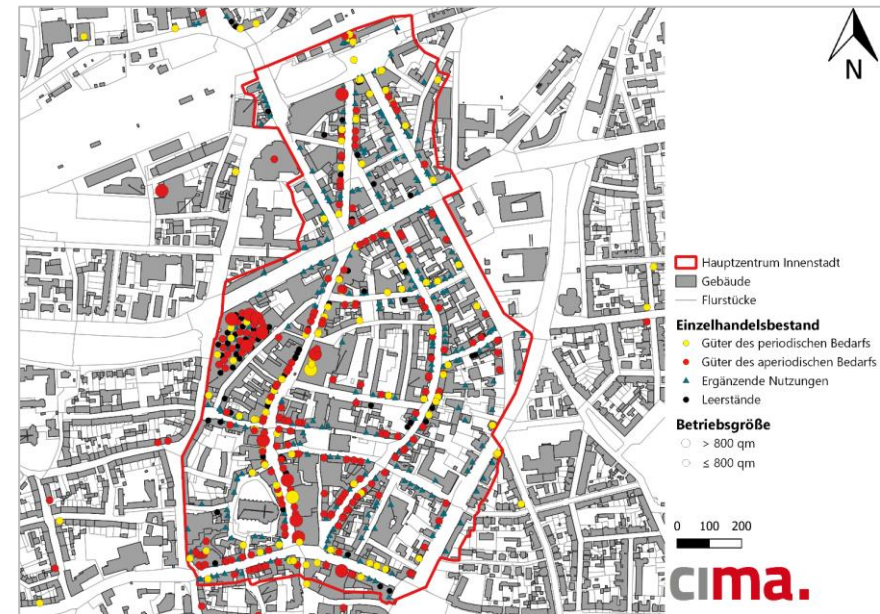 N
Hauptzentrum Innenstadt
Gebäude
Flurstücke
Einzelhandelsbestand
Güter des periodischen Bedarfs
Güter des aperiodischen Bedarfs
Ergänzende Nutzungen
Leerstände
Betriebsgröße
> 800 qm
≤ 800 qm
0 100 200
cima.